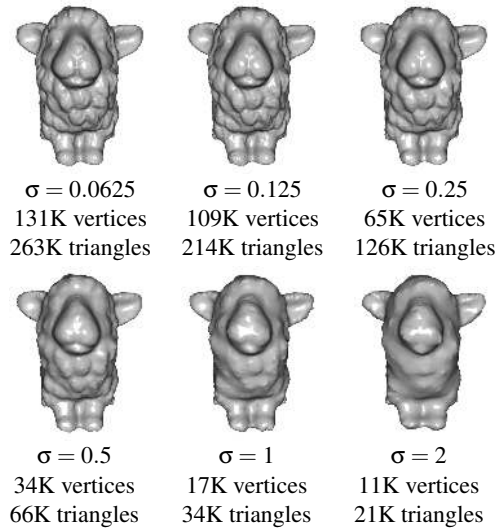 σ = 0.0625 σ = 0.125 σ = 0.25
131K vertices 109K vertices 65K vertices
263K triangles 214K triangles 126K triangles
σ = 0.5 σ = 1 σ = 2
34K vertices 17K vertices 11K vertices
66K triangles 34K triangles 21K triangles